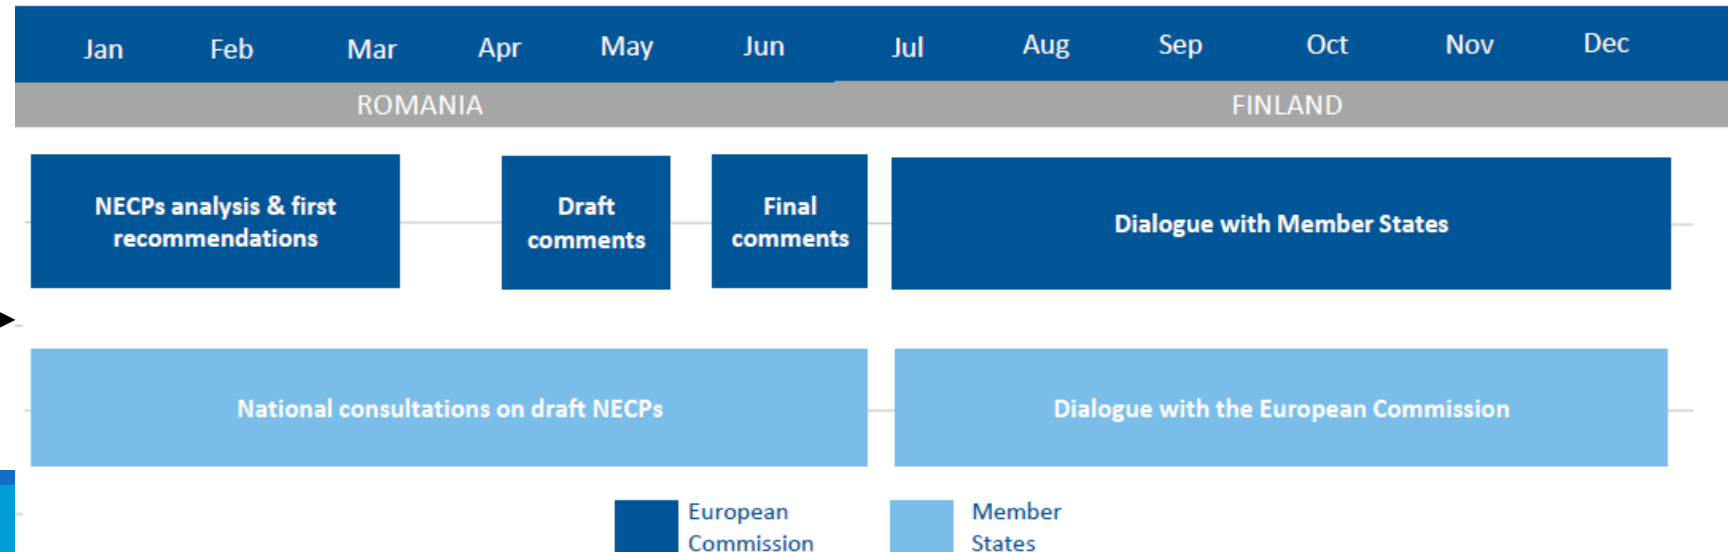 Jan Feb Mar Apr May Jun Jul Aug Sep Oct Nov Dec
ROMANIA FINLAND
NECPs analysis & first
recommendations
Draft
comments
Final
comments
Dialogue with Member States
National consultations on draft NECPs
Dialogue with the European Commission
European
Commission
Member
States